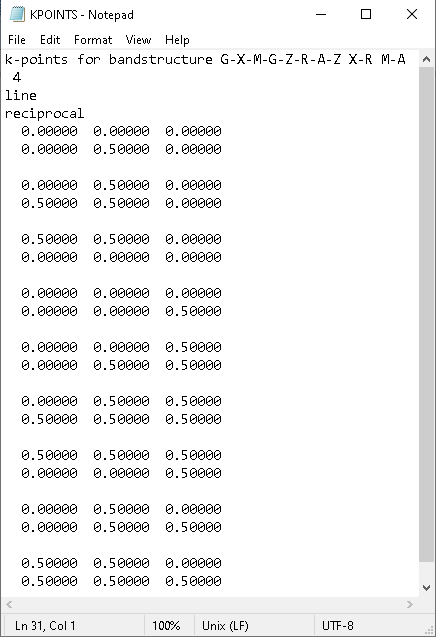 KPOINTS - Notepad
File Edit Format View Help
k-points for bandstructure G-X-M-G-Z-R-A-Z X-R M-A
4
line
reciprocal
0.00000 0.00000 0.00000
0.00000 0.50000 0.00000
0.00000 0.50000 0.00000
0.50000 0.50000 0.00000
0.50000 0.50000 0.00000
0.00000 0.00000 0.00000
0.00000 0.00000 0.00000
0.00000 0.00000 0.50000
0.00000 0.00000 0.50000
0.00000 0.50000 0.50000
0.00000 0.50000 0.50000
0.50000 0.50000 0.50000
0.50000 0.50000 0.50000
0.00000 0.00000 0.50000
0.00000 0.50000 0.00000
0.00000 0.50000 0.50000
0.50000 0.50000 0.00000
0.50000 0.50000 0.50000
Ln 31, Col 1 100% Unix (LF) UTF-8